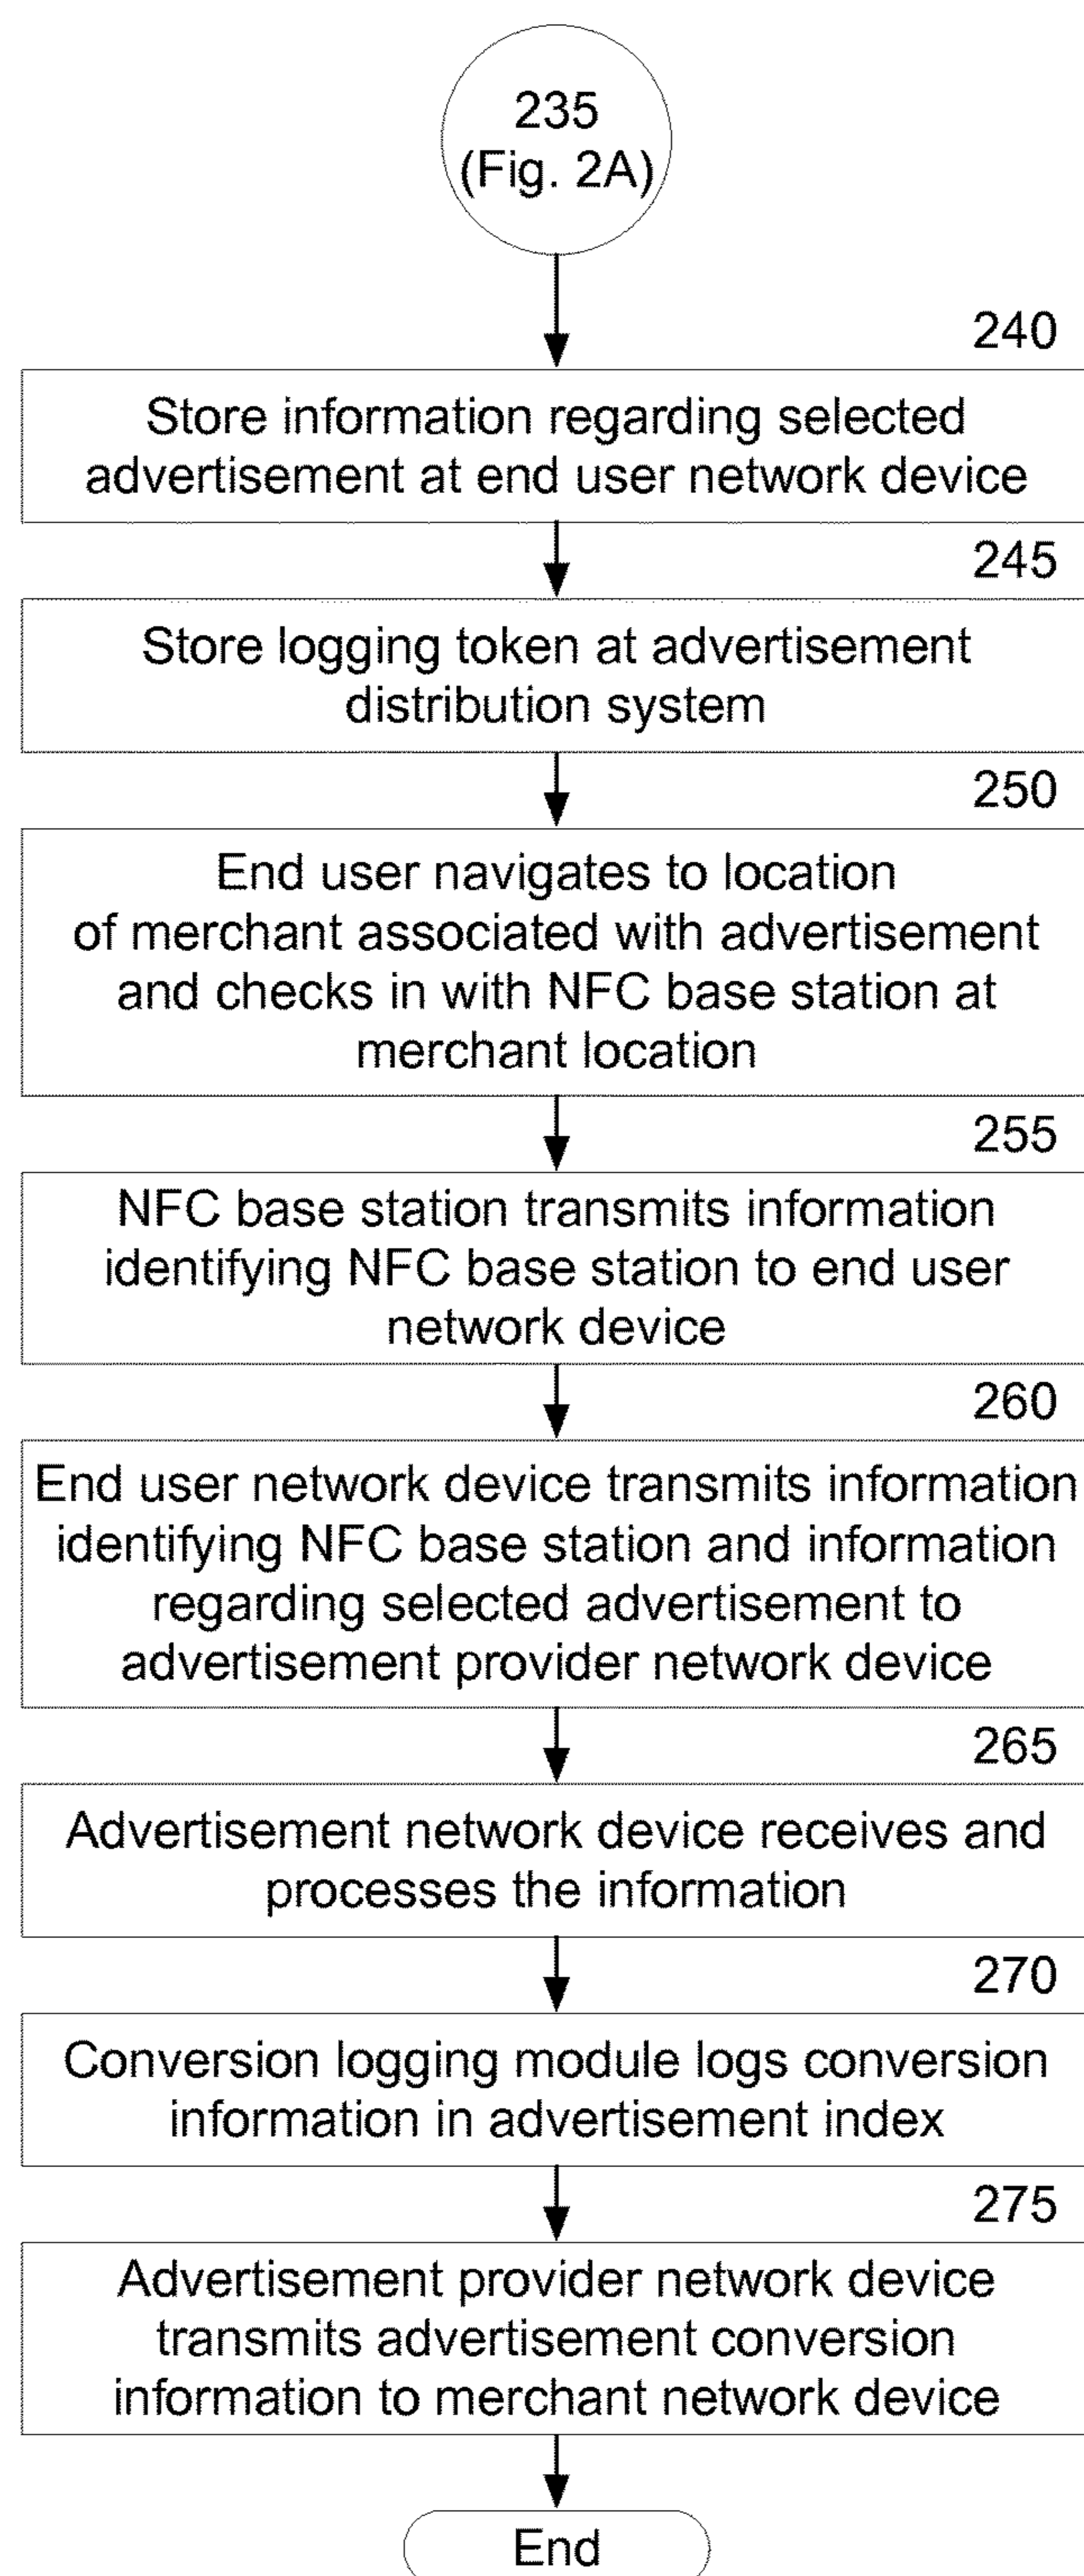 235
(Fig. 2A)
240
Store information regarding selected
advertisement at end user network device
245
Store logging token at advertisement
distribution system
250
End user navigates to location
of merchant associated with advertisement
and checks in with NFC base station at
merchant location
255
NFC base station transmits information
identifying NFC base station to end user
network device
260
End user network device transmits information
identifying NFC base station and information
regarding selected advertisement to
advertisement provider network device
265
Advertisement network device receives and
processes the information
270
Conversion logging module logs conversion
information in advertisement index
275
Advertisement provider network device
transmits advertisement conversion
information to merchant network device
End